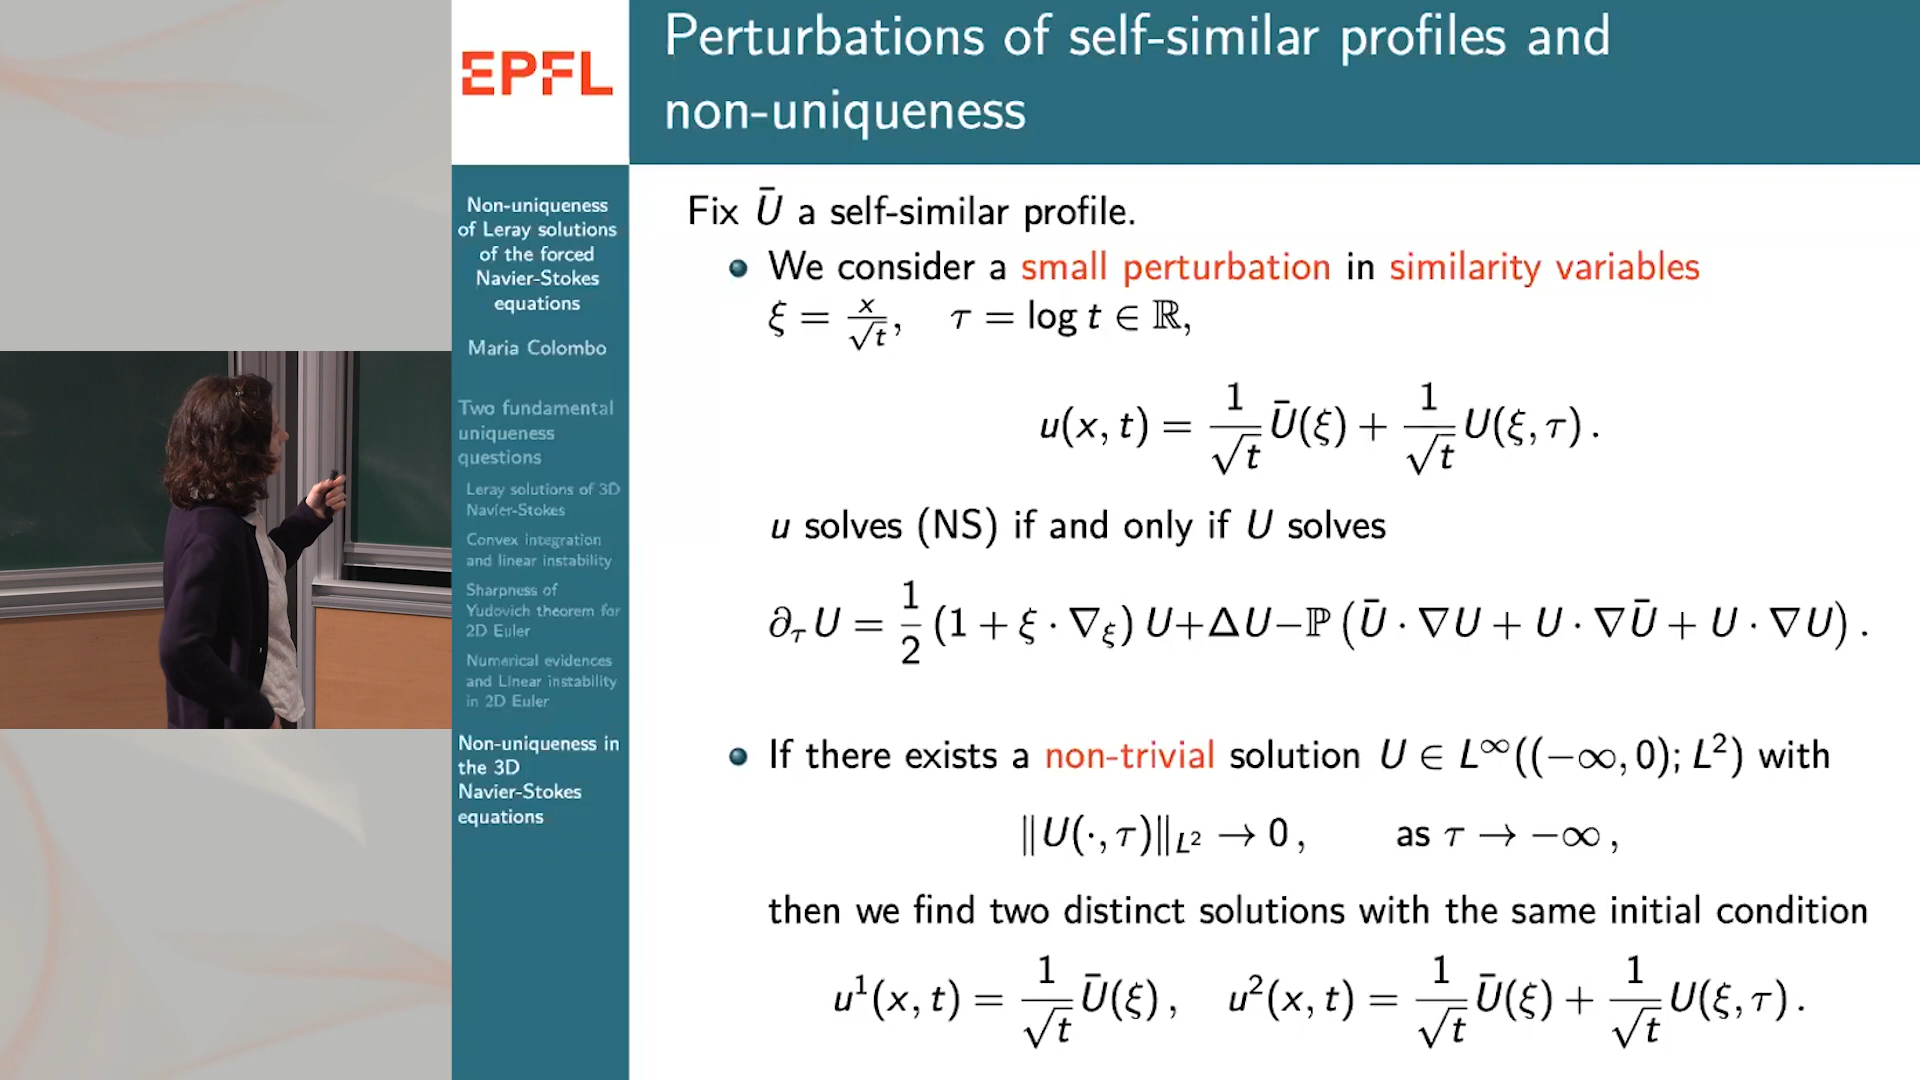 EPFL
Perturbations of self-similar profiles and
non-uniqueness
Non-uniqueness
of Leray solutions
of the forced
Navier-Stokes
equations
Maria Colombo
Two fundamental
uniqueness
questions
Leray solutions of 3D
Navier-Stokes
Convex integration
and linear instability
Sharpness of
Yudovich theorem for
2D Euler
Numerical evidences
and Linear instability
in 2D Euler
Non-uniqueness in
the 3D
Navier-Stokes
equations
Fix Ū a self-similar profile.
We consider a small perturbation in similarity variables
ξ = x/√t, τ = log t ∈ ℝ,
u(x, t) = 1/√t Ū(ξ) + 1/√t U(ξ, τ) .
u solves (NS) if and only if U solves
∂_τ U = 1/2 (1 + ξ · ∇_ξ) U+ΔU−ℙ (Ū · ∇U + U · ∇Ū + U · ∇U) .
If there exists a non-trivial solution U ∈ L^∞((−∞, 0); L²) with
‖U(·, τ)‖_{L²} → 0 , as τ → −∞ ,
then we find two distinct solutions with the same initial condition
u¹(x, t) = 1/√t Ū(ξ) , u²(x, t) = 1/√t Ū(ξ) + 1/√t U(ξ, τ) .